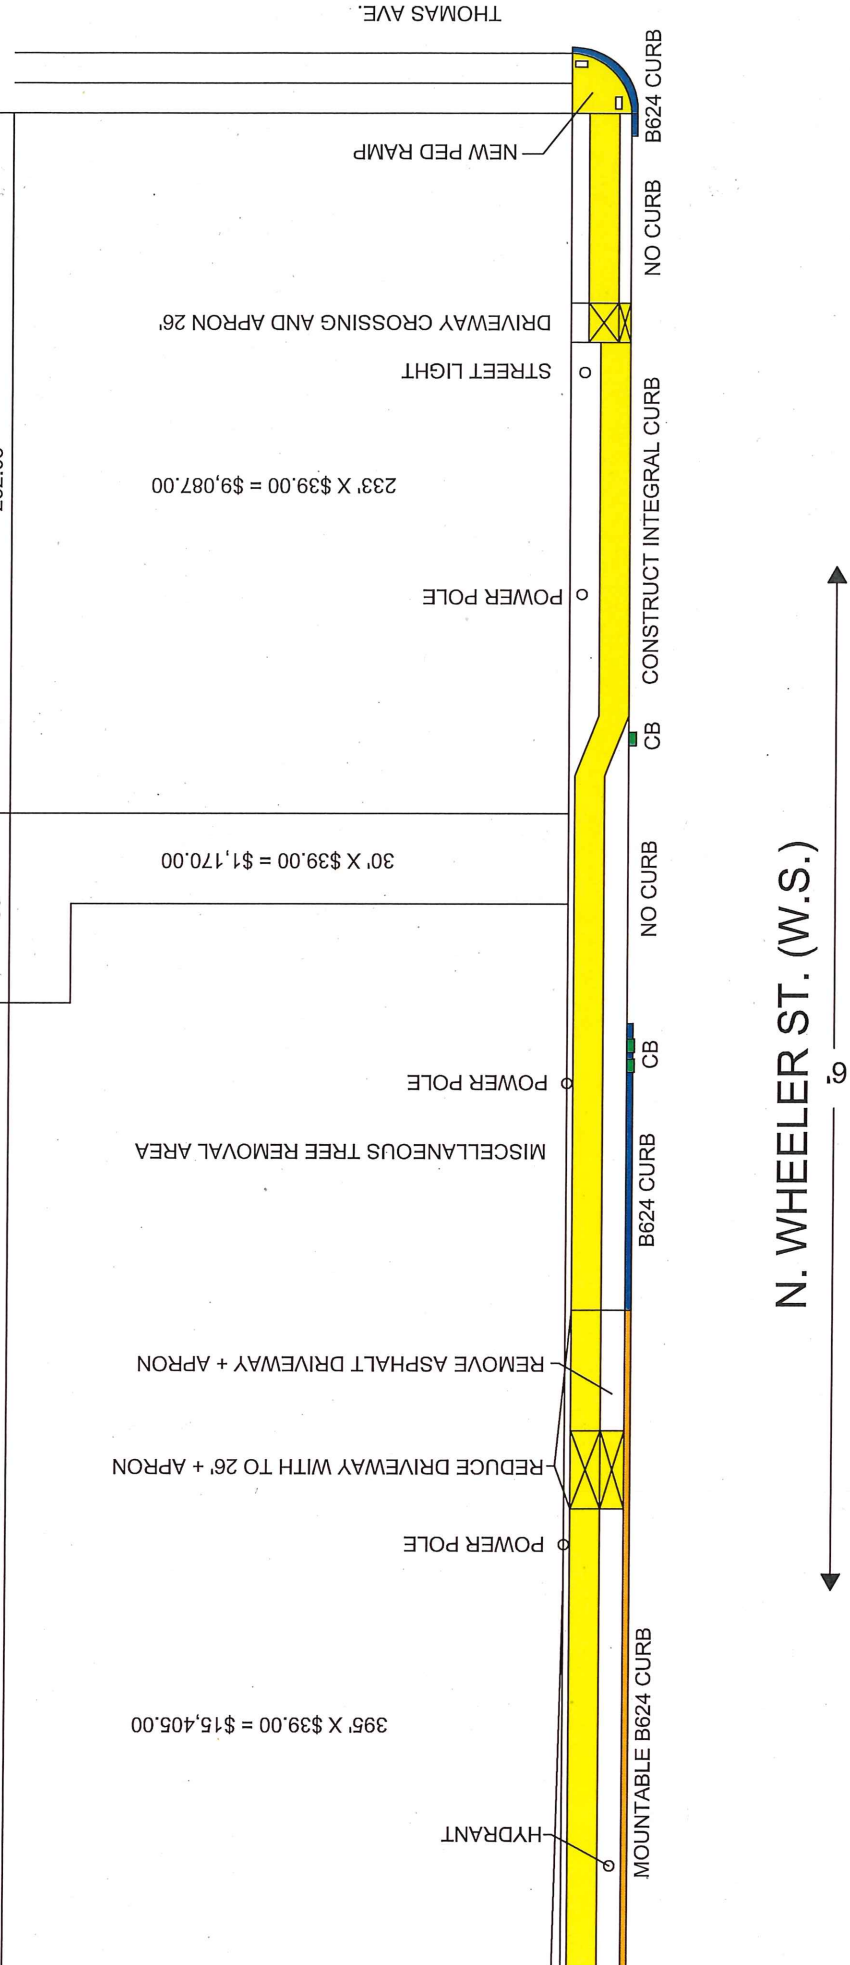 THOMAS AVE.
B624 CURB
NEW PED RAMP
NO CURB
DRIVEWAY CROSSING AND APRON 26'
STREET LIGHT
CONSTRUCT INTEGRAL CURB
233' X $39.00 = $9,087.00
POWER POLE
CB
30' X $39.00 = $1,170.00
NO CURB
N. WHEELER ST. (W.S.)
CB
POWER POLE
MISCELLANEOUS TREE REMOVAL AREA
B624 CURB
REMOVE ASPHALT DRIVEWAY + APRON
REDUCE DRIVEWAY WITH TO 26' + APRON
POWER POLE
395' X $39.00 = $15,405.00
MOUNTABLE B624 CURB
HYDRANT